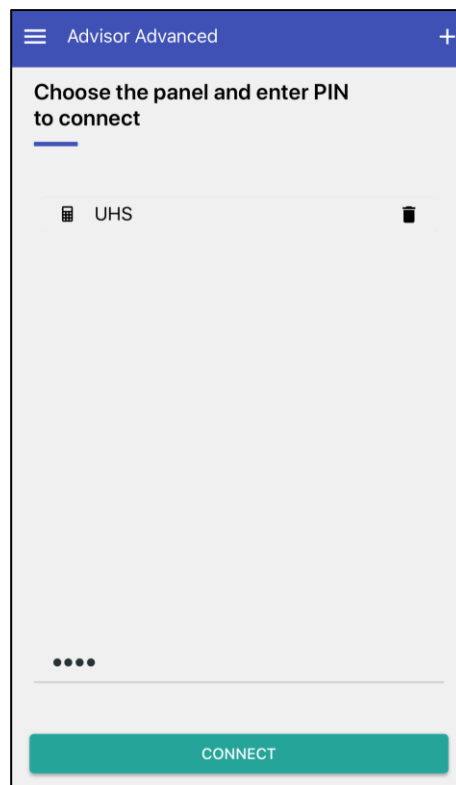 Advisor Advanced
Choose the panel and enter PIN
to connect
UHS
••••
CONNECT